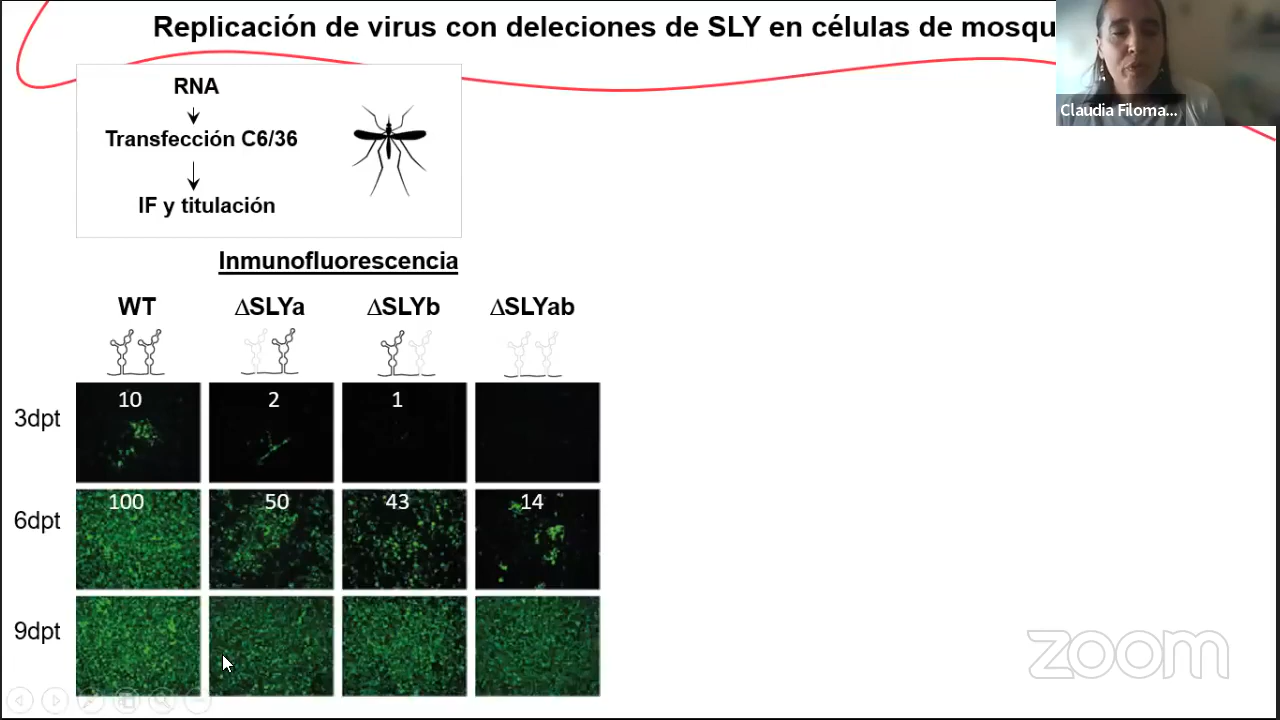 Replicación de virus con deleciones de SLY en células de mosqu
Claudia Filoma...
RNA
Transfección C6/36
IF y titulación
Inmunofluorescencia
WT ΔSLYa ΔSLYb ΔSLYab
3dpt 10 2 1
6dpt 100 50 43 14
9dpt
zoom